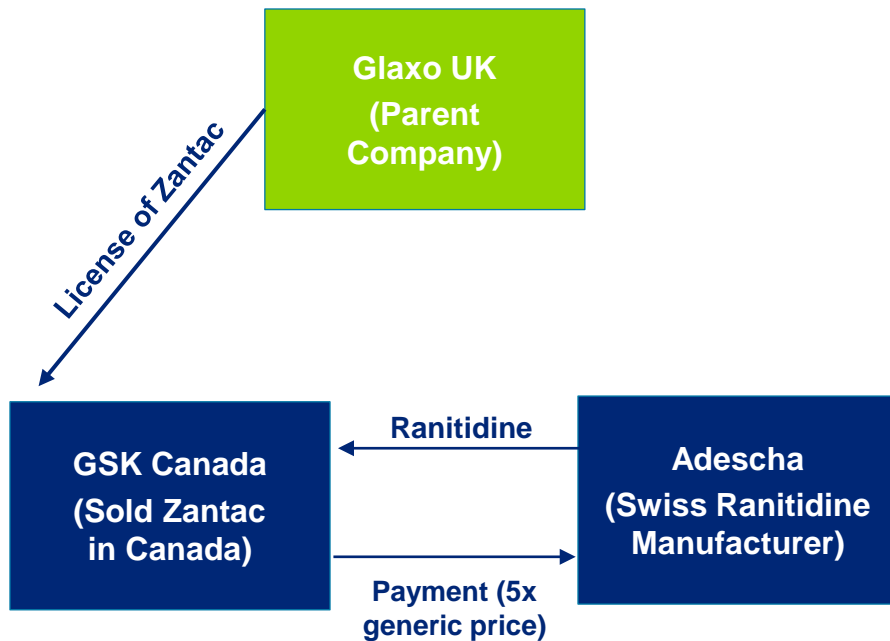 Glaxo UK
(Parent
Company)
License of Zantac
GSK Canada
(Sold Zantac
in Canada)
Ranitidine
Payment (5x
generic price)
Adescha
(Swiss Ranitidine
Manufacturer)